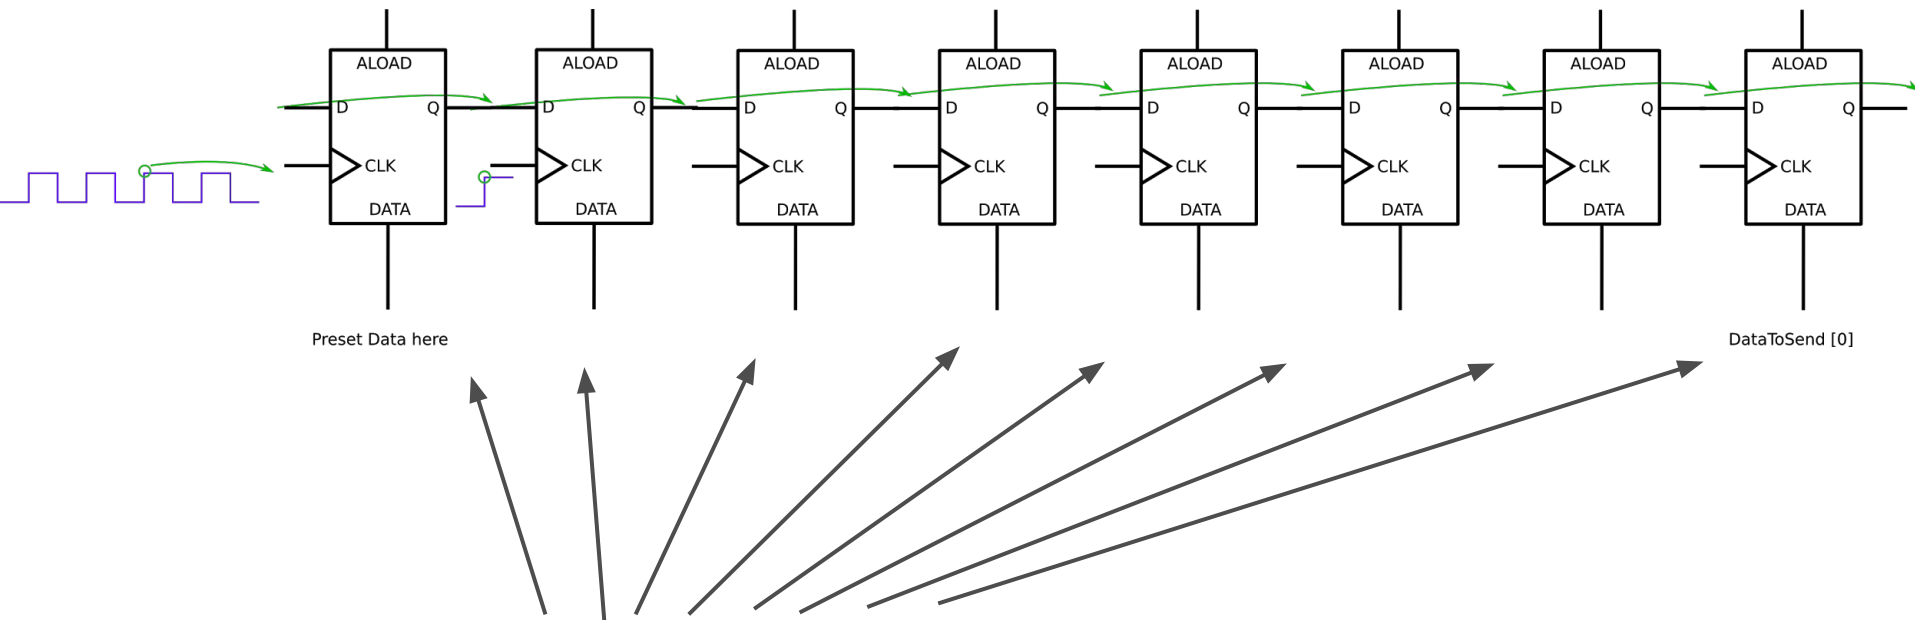 ALOAD ALOAD ALOAD ALOAD ALOAD ALOAD ALOAD ALOAD
D Q D Q D Q D Q D Q D Q D Q D Q
CLK CLK CLK CLK CLK CLK CLK CLK
DATA DATA DATA DATA DATA DATA DATA DATA
Preset Data here DataToSend [0]